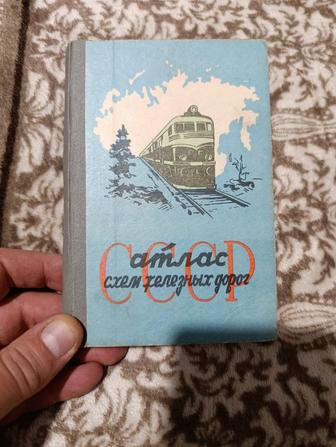 атлас
СССР
схем железных дорог